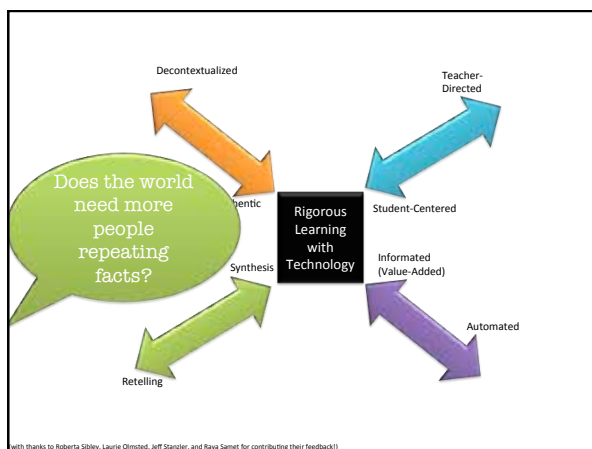 Decontextualized
Teacher-
Directed
Does the world
need more
people
repeating
facts?
hentic
Rigorous
Learning
with
Technology
Student-Centered
Synthesis
Informated
(Value-Added)
Automated
Retelling
(with thanks to Roberta Sibley, Laurie Olmsted, Jeff Stanzler, and Raya Samet for contributing their feedback!)